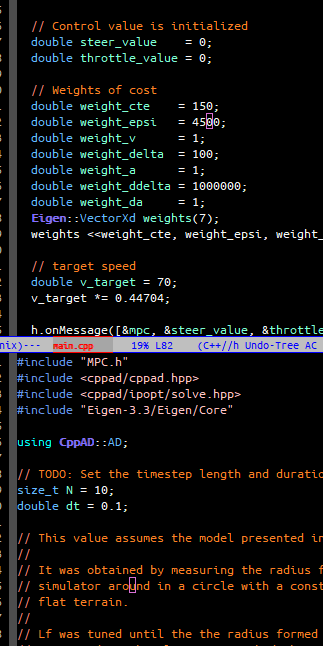 // Control value is initialized
double steer_value    = 0;
double throttle_value = 0;
// Weights of cost
double weight_cte    = 150;
double weight_epsi   = 4500;
double weight_v      = 1;
double weight_delta  = 100;
double weight_a      = 1;
double weight_ddelta = 1000000;
double weight_da     = 1;
Eigen::VectorXd weights(7);
weights <<weight_cte, weight_epsi, weight_
// target speed
double v_target = 70;
v_target *= 0.44704;
h.onMessage([&mpc, &steer_value, &throttle
nix)--- main.cpp 19% L82 (C++//h Undo-Tree AC
#include "MPC.h"
#include <cppad/cppad.hpp>
#include <cppad/ipopt/solve.hpp>
#include "Eigen-3.3/Eigen/Core"
using CppAD::AD;
// TODO: Set the timestep length and duratio
size_t N = 10;
double dt = 0.1;
// This value assumes the model presented in
//
// It was obtained by measuring the radius f
// simulator around in a circle with a const
// flat terrain.
//
// Lf was tuned until the the radius formed